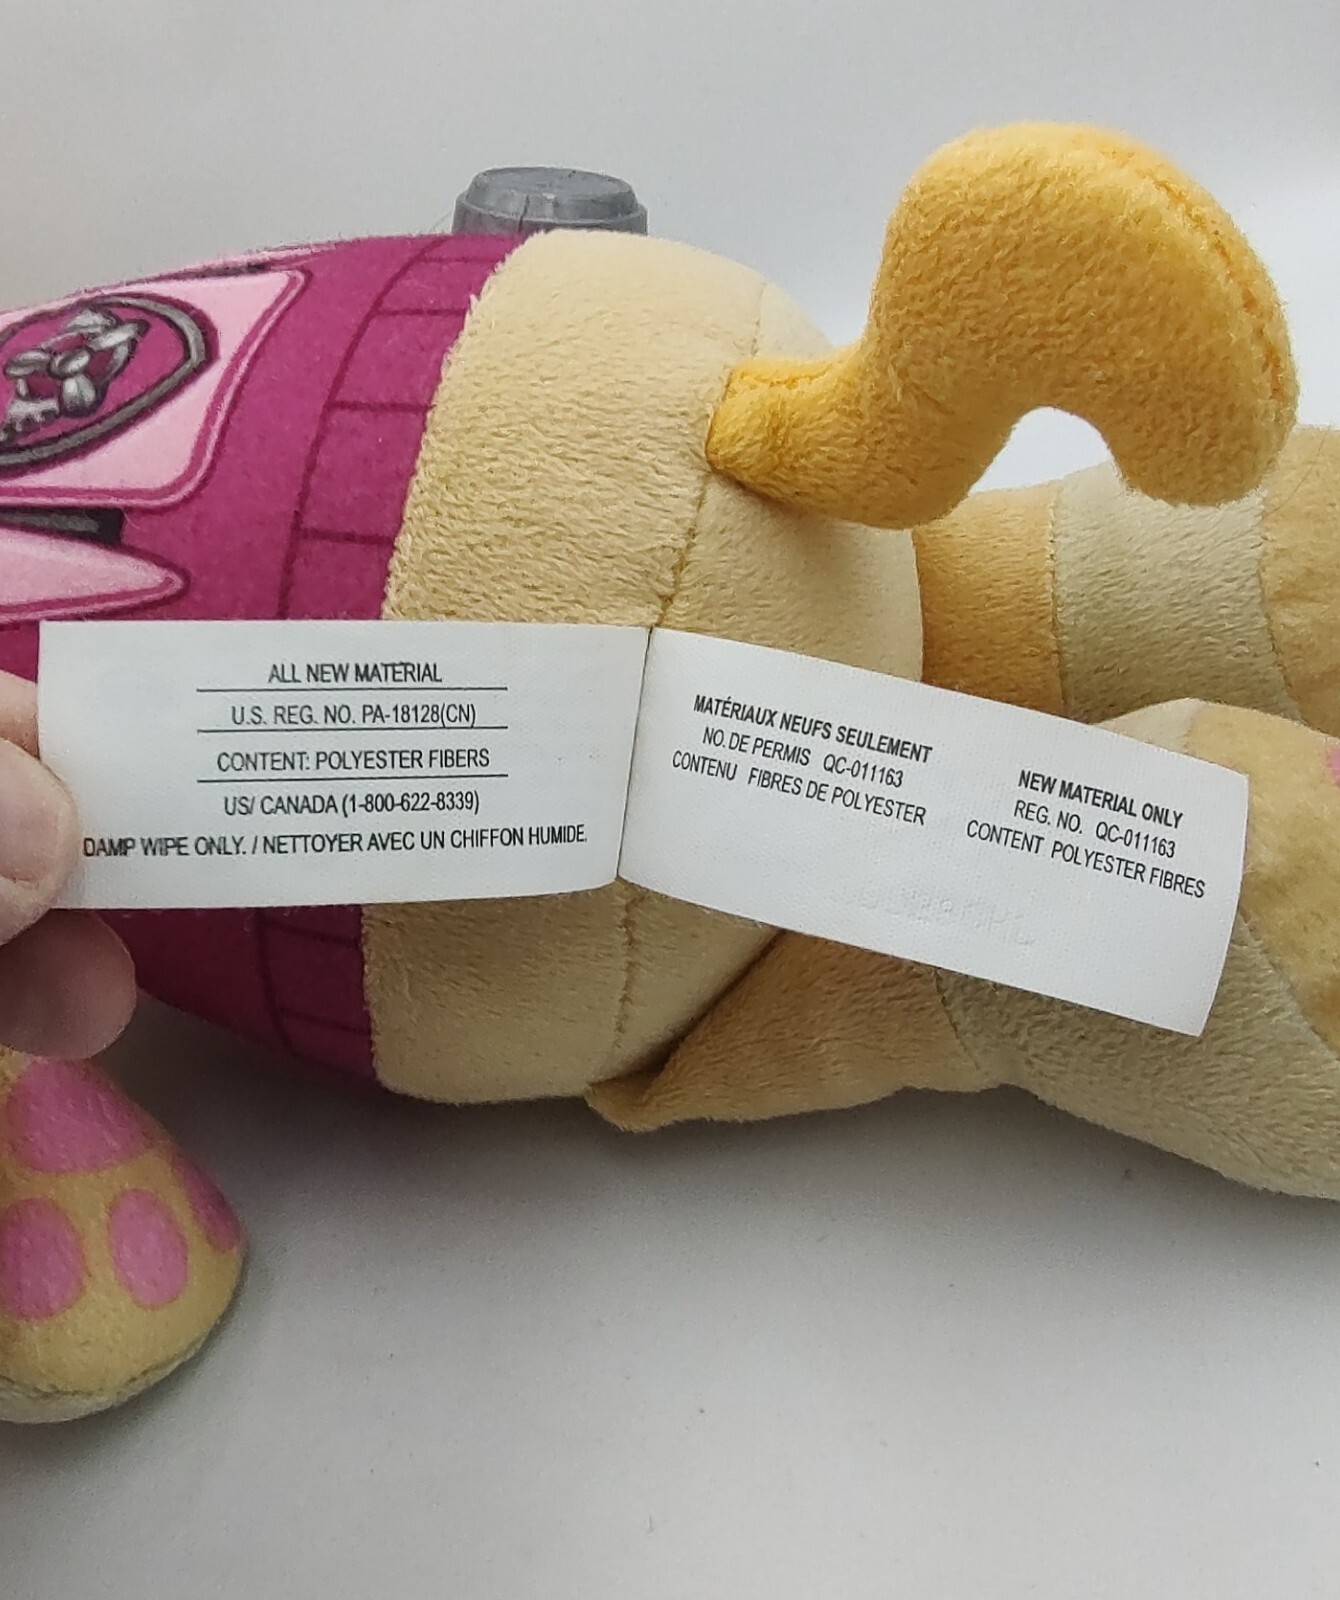 ALL NEW MATERIAL
U.S. REG. NO. PA-18128(CN)
CONTENT: POLYESTER FIBERS
US/ CANADA (1-800-622-8339)
DAMP WIPE ONLY. / NETTOYER AVEC UN CHIFFON HUMIDE.
MATÉRIAUX NEUFS SEULEMENT
NO. DE PERMIS QC-011163
CONTENU FIBRES DE POLYESTER
NEW MATERIAL ONLY
REG. NO. QC-011163
CONTENT POLYESTER FIBRES